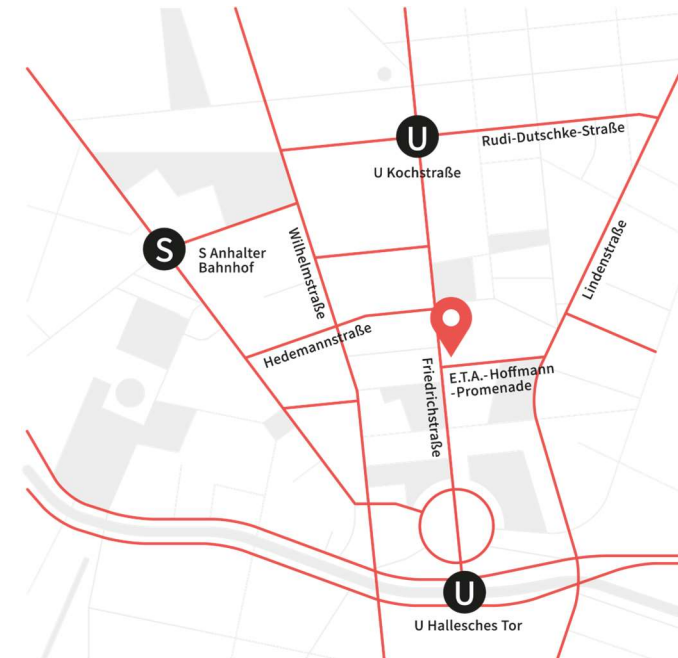 U
U Kochstraße
Rudi-Dutschke-Straße
S
S Anhalter
Bahnhof
Wilhelmstraße
Lindenstraße
Hedemannstraße
Friedrichstraße
E.T.A.-Hoffmann
-Promenade
U
U Hallesches Tor